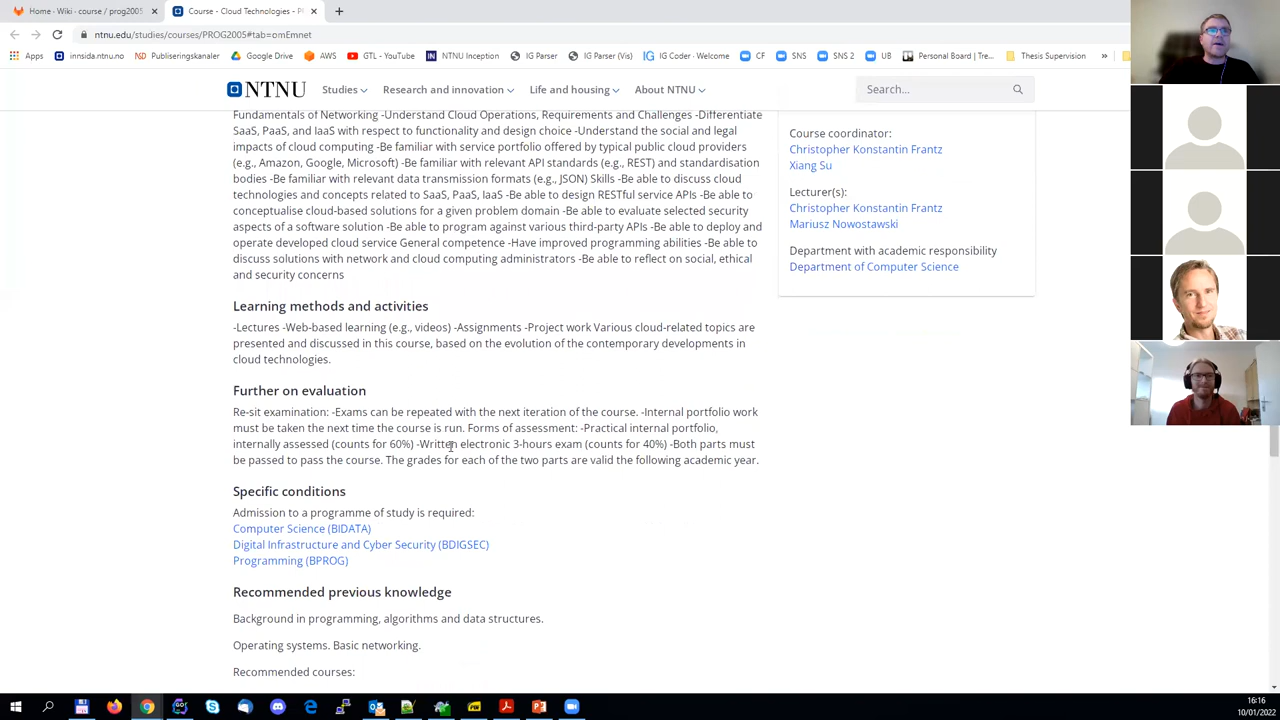 Home - Wiki - course / prog2005
Course - Cloud Technologies - P
ntnu.edu/studies/courses/PROG2005#tab=omEmnet
Apps innsida.ntnu.no Publiseringskanaler Google Drive AWS GTL - YouTube NTNU Inception IG Parser IG Parser (Vis) IG Coder · Welcome CF SNS SNS 2 UB Personal Board | Tre... Thesis Supervision »
NTNU Studies Research and innovation Life and housing About NTNU Search...
Fundamentals of Networking -Understand Cloud Operations, Requirements and Challenges -Differentiate
SaaS, PaaS, and IaaS with respect to functionality and design choice -Understand the social and legal
impacts of cloud computing -Be familiar with service portfolio offered by typical public cloud providers
(e.g., Amazon, Google, Microsoft) -Be familiar with relevant API standards (e.g., REST) and standardisation
bodies -Be familiar with relevant data transmission formats (e.g., JSON) Skills -Be able to discuss cloud
technologies and concepts related to SaaS, PaaS, IaaS -Be able to design RESTful service APIs -Be able to
conceptualise cloud-based solutions for a given problem domain -Be able to evaluate selected security
aspects of a software solution -Be able to program against various third-party APIs -Be able to deploy and
operate developed cloud service General competence -Have improved programming abilities -Be able to
discuss solutions with network and cloud computing administrators -Be able to reflect on social, ethical
and security concerns
Learning methods and activities
-Lectures -Web-based learning (e.g., videos) -Assignments -Project work Various cloud-related topics are
presented and discussed in this course, based on the evolution of the contemporary developments in
cloud technologies.
Further on evaluation
Re-sit examination: -Exams can be repeated with the next iteration of the course. -Internal portfolio work
must be taken the next time the course is run. Forms of assessment: -Practical internal portfolio,
internally assessed (counts for 60%) -Written electronic 3-hours exam (counts for 40%) -Both parts must
be passed to pass the course. The grades for each of the two parts are valid the following academic year.
Specific conditions
Admission to a programme of study is required:
Computer Science (BIDATA)
Digital Infrastructure and Cyber Security (BDIGSEC)
Programming (BPROG)
Recommended previous knowledge
Background in programming, algorithms and data structures.
Operating systems. Basic networking.
Recommended courses:
Course coordinator:
Christopher Konstantin Frantz
Xiang Su
Lecturer(s):
Christopher Konstantin Frantz
Mariusz Nowostawski
Department with academic responsibility
Department of Computer Science
16:16
10/01/2022